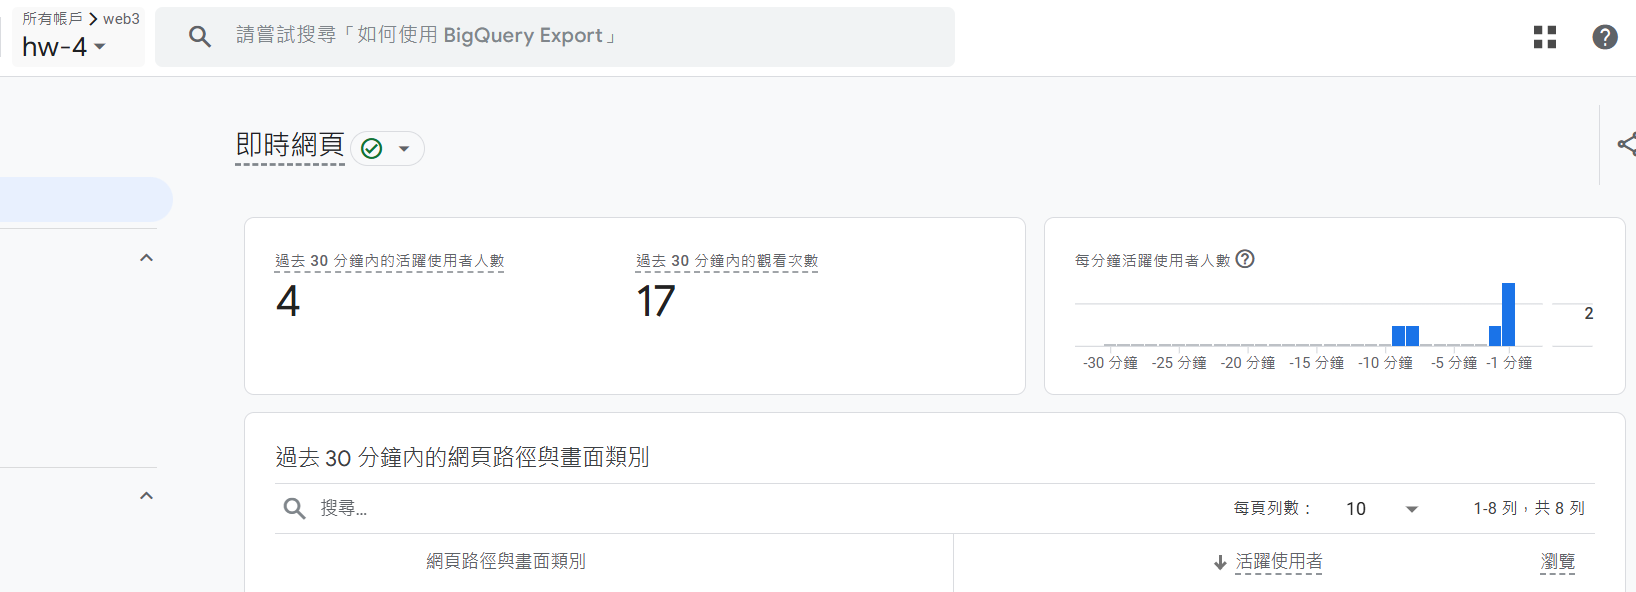 所有帳戶 > web3
hw-4
請嘗試搜尋「如何使用 BigQuery Export」
即時網頁
過去 30 分鐘內的活躍使用者人數
4
過去 30 分鐘內的觀看次數
17
每分鐘活躍使用者人數
2
-30 分鐘 -25 分鐘 -20 分鐘 -15 分鐘 -10 分鐘 -5 分鐘 -1 分鐘
過去 30 分鐘內的網頁路徑與畫面類別
搜尋...
每頁列數： 10 1-8 列，共 8 列
網頁路徑與畫面類別 活躍使用者 瀏覽